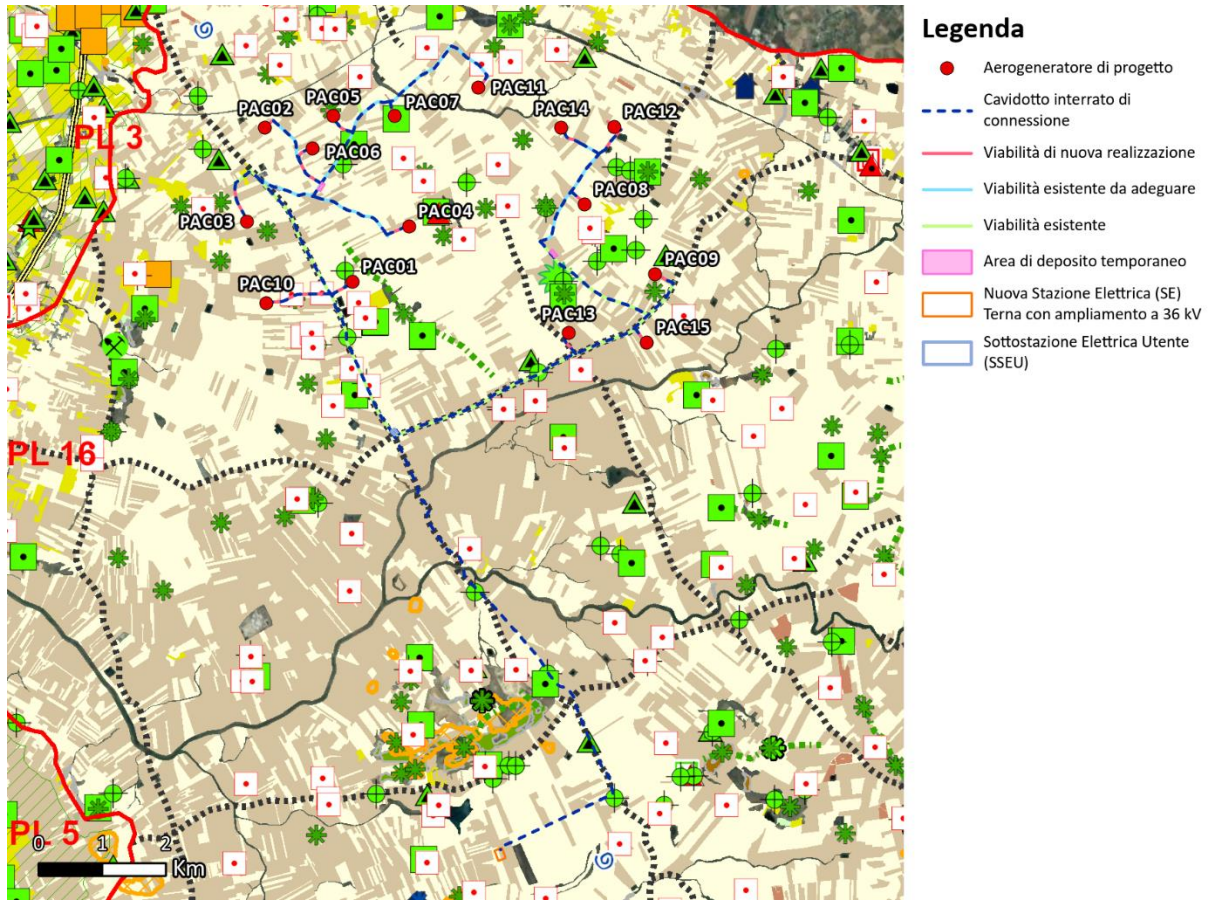 PAC02
PAC05
PAC07
PAC11
PAC14
PAC12
PL 3
PAC06
PAC08
PAC03
PAC04
PAC09
PAC01
PAC10
PAC13
PAC15
PL 16
PL 5
0 1 2
Km
Legenda
Aerogeneratore di progetto
Cavidotto interrato di
connessione
Viabilità di nuova realizzazione
Viabilità esistente da adeguare
Viabilità esistente
Area di deposito temporaneo
Nuova Stazione Elettrica (SE)
Terna con ampliamento a 36 kV
Sottostazione Elettrica Utente
(SSEU)